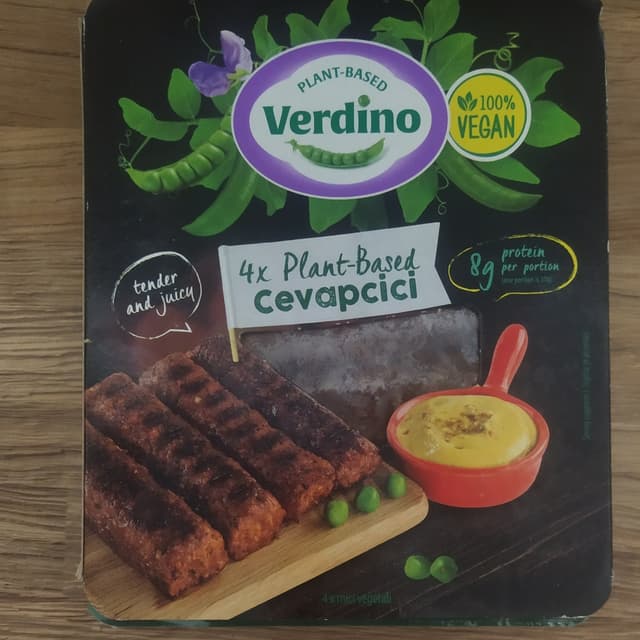 PLANT-BASED
Verdino
100%
VEGAN
4x Plant-Based
cevapcici
8g protein
per portion
tender
and juicy
4 x mici vegetali